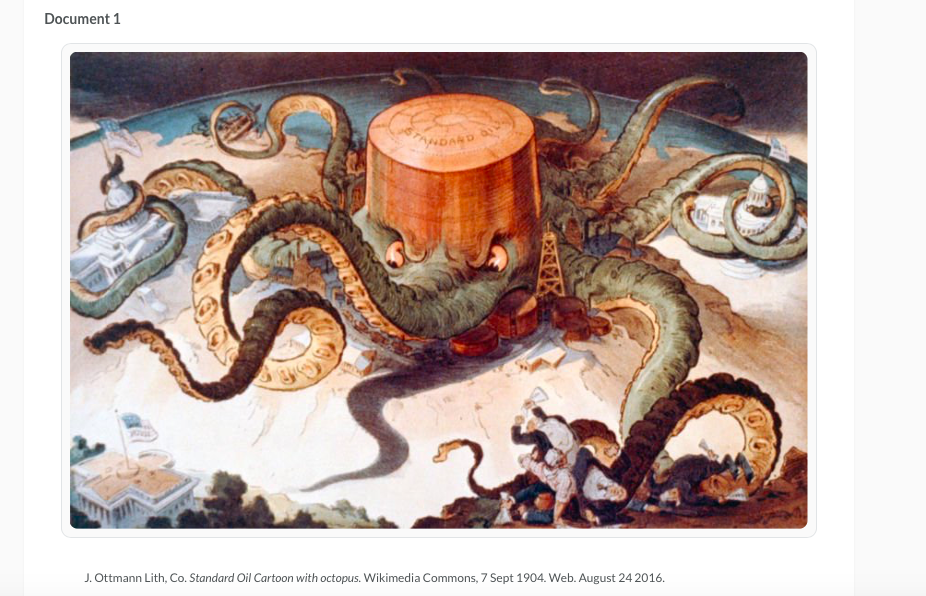 Document 1
STANDARD OIL
J. Ottmann Lith, Co. Standard Oil Cartoon with octopus. Wikimedia Commons, 7 Sept 1904. Web. August 24 2016.